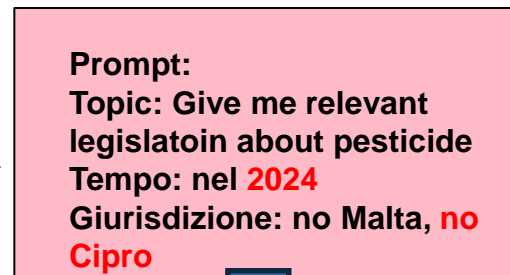 Prompt:
Topic: Give me relevant
legislatoin about pesticide
Tempo: nel 2024
Giurisdizione: no Malta, no
Cipro